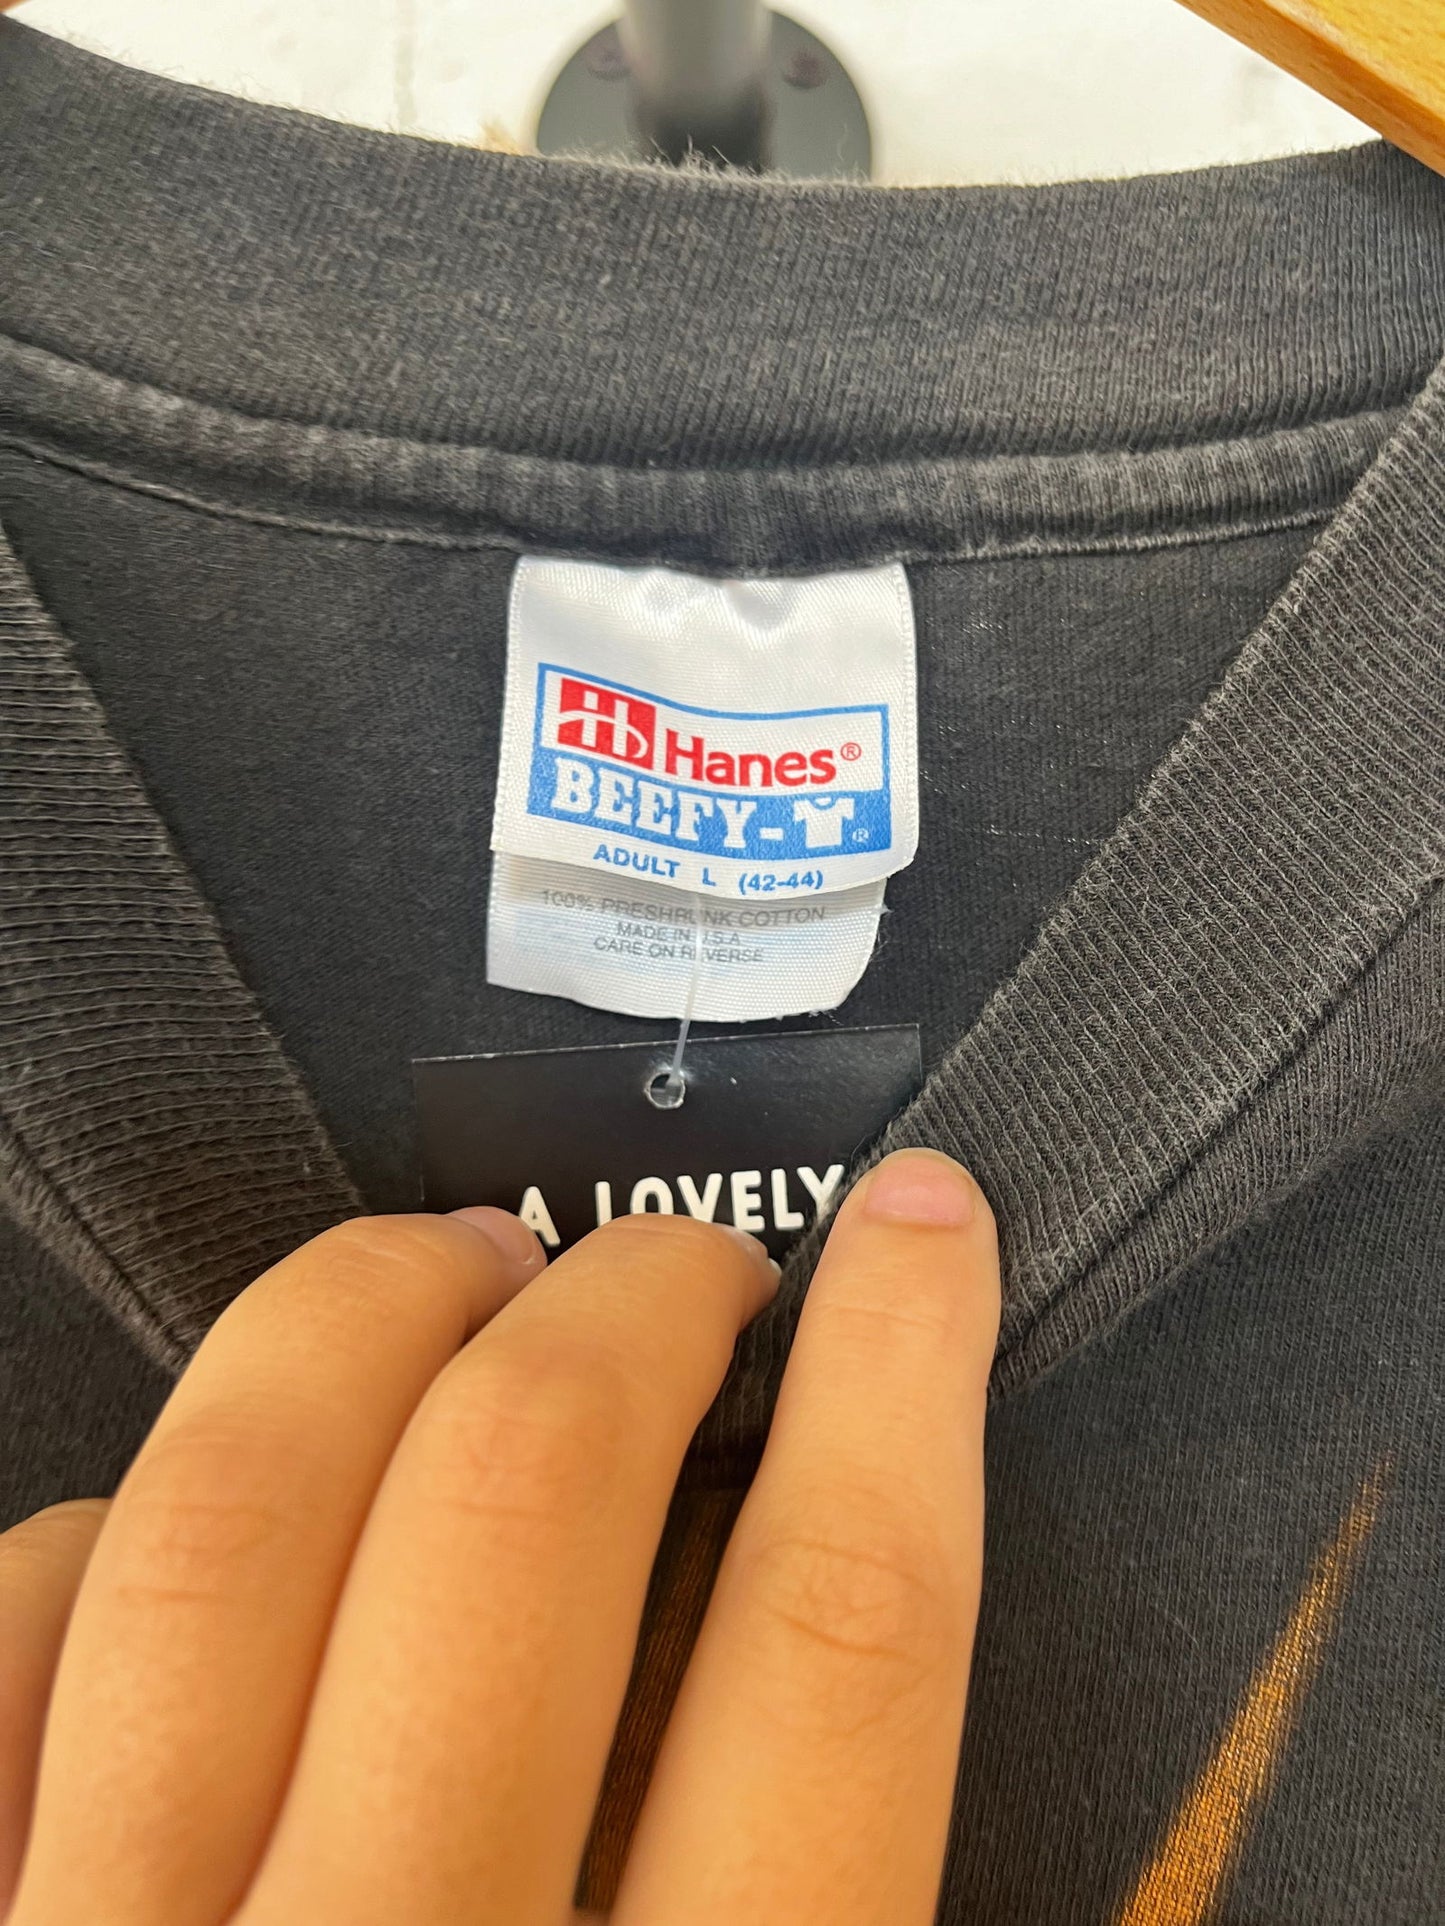 Hanes®
BEEFY-T®
ADULT L (42-44)
100% PRESHRUNK COTTON
MADE IN U.S.A.
CARE ON REVERSE
A LOVELY